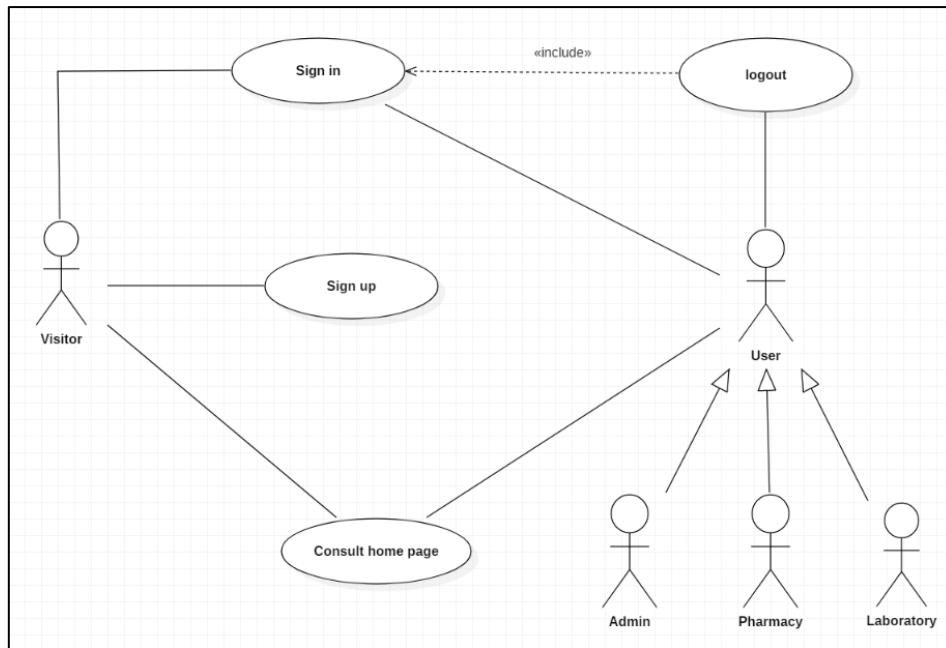 «include»
Sign in
logout
Sign up
Visitor
User
Consult home page
Admin
Pharmacy
Laboratory